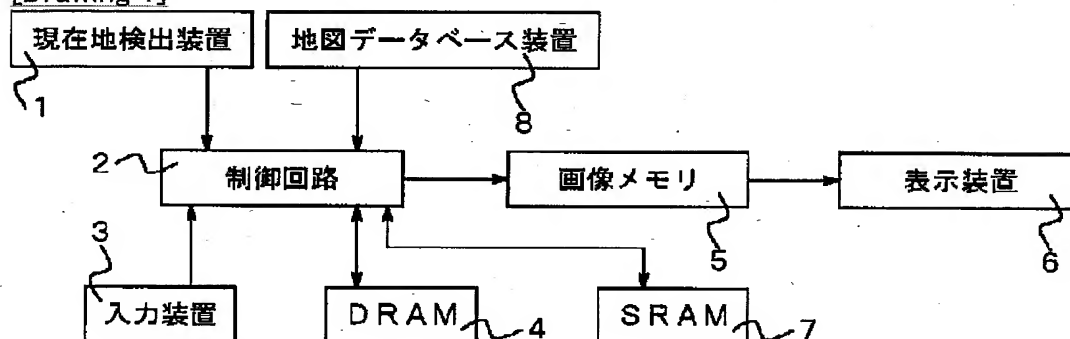 [Drawing 1]
現在地検出装置
地図データベース装置
1
8
2
制御回路
画像メモリ
表示装置
3
5
6
入力装置
DRAM
4
SRAM
7